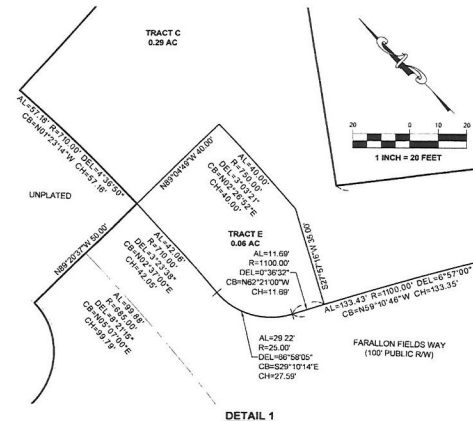 TRACT C
0.29 AC
20 0 10 20
1 INCH = 20 FEET
AL=57.16' R=710.00' DEL=4°36'50"
CB=N01°23'14"W
CH=57.16'
UNPLATED
N89°04'49"W 40.00'
AL=40.00'
R=750.00'
DEL=3°03'21"
CB=N02°26'52"E
CH=40.00'
N89°20'37"W 50.00'
AL=42.06'
R=710.00'
DEL=3°23'38"
CB=N02°37'00"E
CH=42.05'
TRACT E
0.06 AC
AL=11.69'
R=1100.00'
DEL=0°36'32"
CB=N62°21'00"W
CH=11.69'
S27°57'16"W 35.00'
AL=133.43' R=1100.00' DEL=6°57'00"
CB=N59°10'46"W CH=133.35'
AL=99.88'
R=685.00'
DEL=8°21'15"
CB=N05°07'00"E
CH=99.79'
AL=29.22'
R=25.00'
DEL=66°58'05"
CB=S29°10'14"E
CH=27.59'
FARALLON FIELDS WAY
(100' PUBLIC R/W)
DETAIL 1